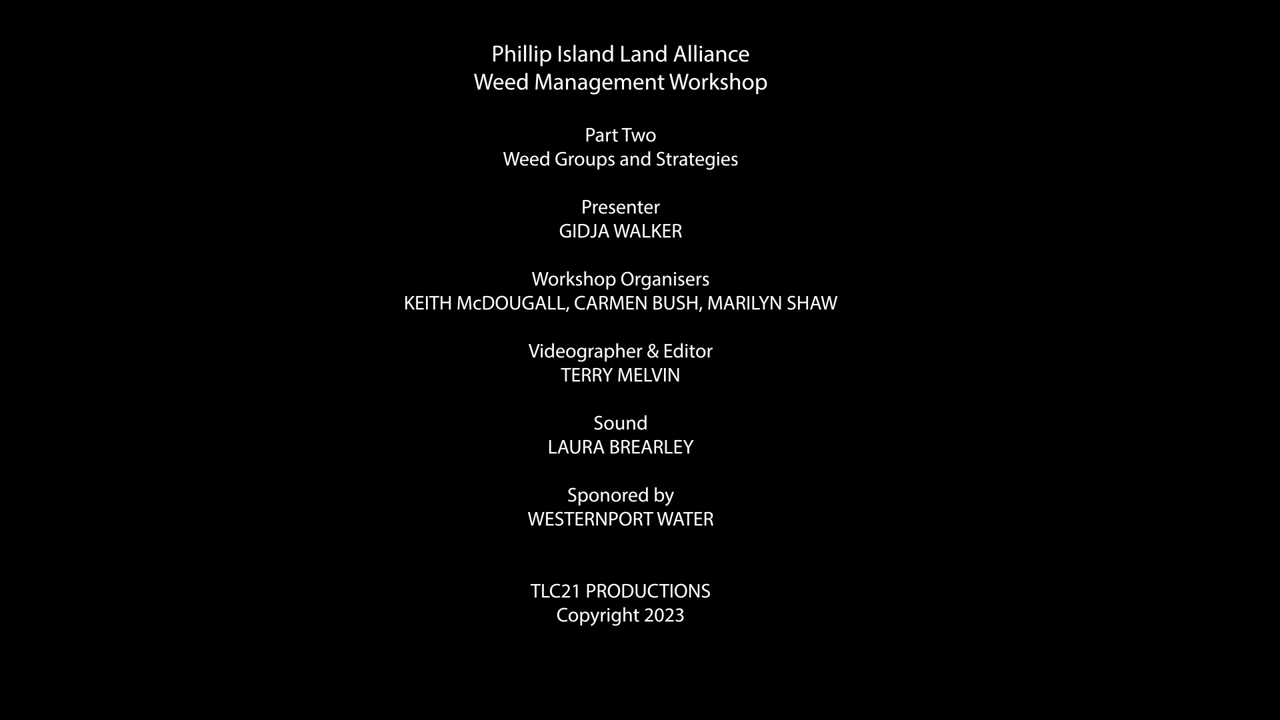 Phillip Island Land Alliance
Weed Management Workshop
Part Two
Weed Groups and Strategies
Presenter
GIDJA WALKER
Workshop Organisers
KEITH McDOUGALL, CARMEN BUSH, MARILYN SHAW
Videographer & Editor
TERRY MELVIN
Sound
LAURA BREARLEY
Sponored by
WESTERNPORT WATER
TLC21 PRODUCTIONS
Copyright 2023